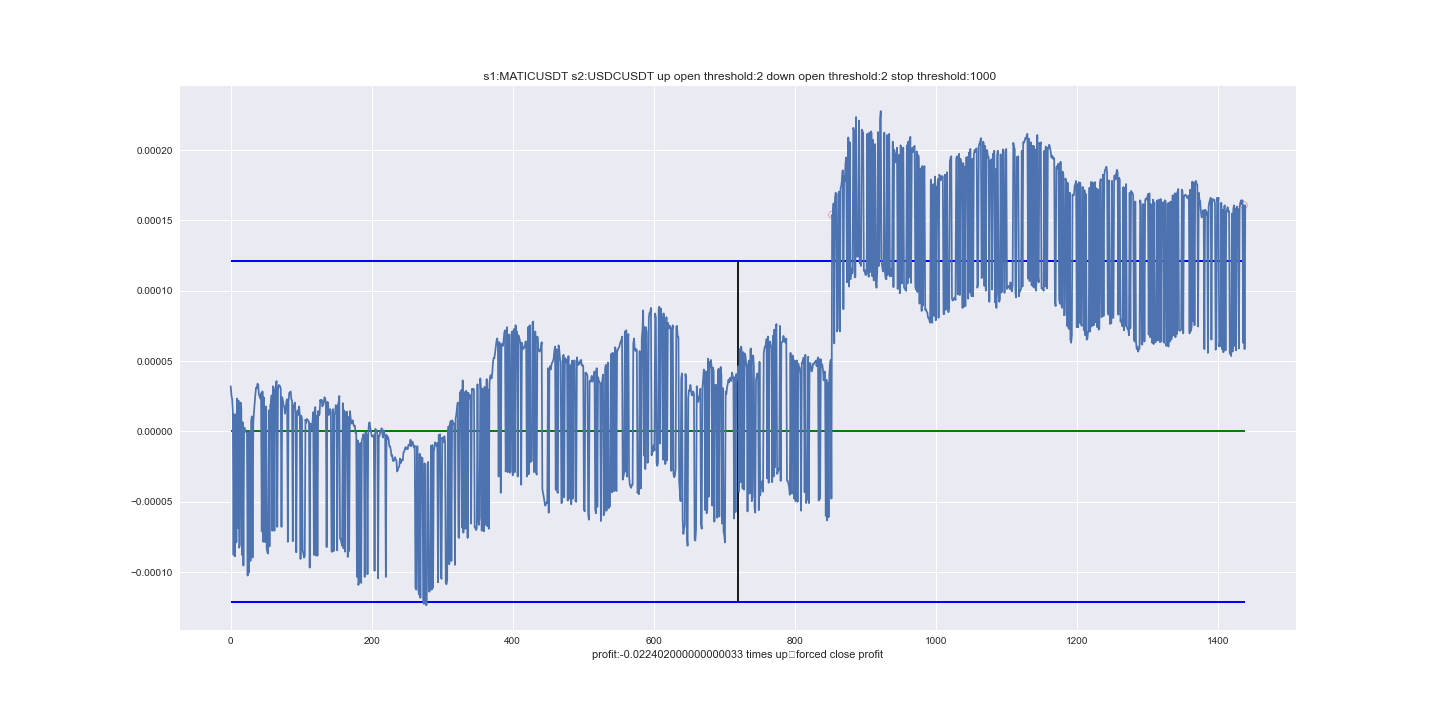 s1:MATICUSDT s2:USDCUSDT up open threshold:2 down open threshold:2 stop threshold:1000
0.00020
0.00015
0.00010
0.00005
0.00000
−0.00005
−0.00010
0 200 400 600 800 1000 1200 1400
profit:-0.022402000000000033 times up□forced close profit